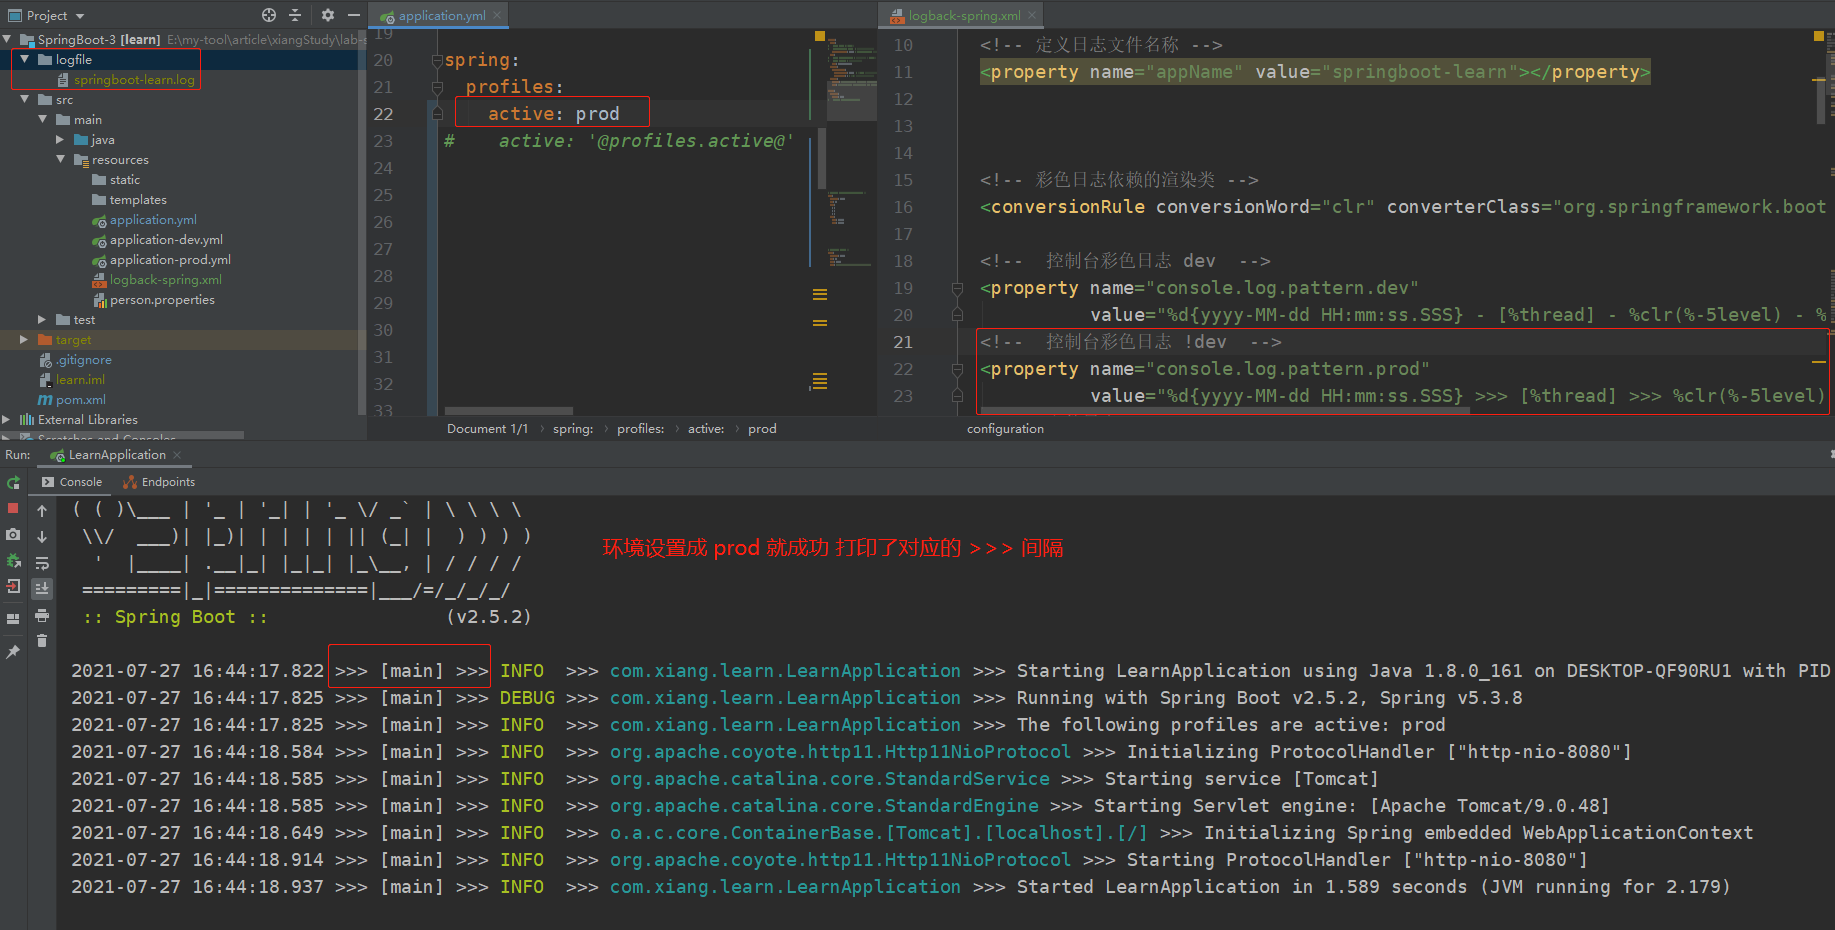 Project
SpringBoot-3 [learn] E:\my-tool\article\xiangStudy\lab-s
logfile
springboot-learn.log
src
main
java
resources
static
templates
application.yml
application-dev.yml
application-prod.yml
logback-spring.xml
person.properties
test
target
.gitignore
learn.iml
pom.xml
External Libraries
Scratches and Consoles
application.yml
19
20 spring:
21 profiles:
22 active: prod
23 # active: '@profiles.active@'
24
25
26
27
28
29
30
31
32
33
Document 1/1 › spring: › profiles: › active: › prod
logback-spring.xml
10 <!-- 定义日志文件名称 -->
11 <property name="appName" value="springboot-learn"></property>
12
13
14
15 <!-- 彩色日志依赖的渲染类 -->
16 <conversionRule conversionWord="clr" converterClass="org.springframework.boot
17
18 <!-- 控制台彩色日志 dev -->
19 <property name="console.log.pattern.dev"
20 value="%d{yyyy-MM-dd HH:mm:ss.SSS} - [%thread] - %clr(%-5level) - %
21 <!-- 控制台彩色日志 !dev -->
22 <property name="console.log.pattern.prod"
23 value="%d{yyyy-MM-dd HH:mm:ss.SSS} >>> [%thread] >>> %clr(%-5level)
configuration
Run: LearnApplication
Console Endpoints
( ( )\___ | '_ | '_| | '_ \/ _` | \ \ \ \
\\/ ___)| |_)| | | | | || (_| | ) ) ) )
' |____| .__|_| |_|_| |_\__, | / / / /
=========|_|==============|___/=/_/_/_/
:: Spring Boot :: (v2.5.2)
环境设置成 prod 就成功 打印了对应的 >>> 间隔
2021-07-27 16:44:17.822 >>> [main] >>> INFO >>> com.xiang.learn.LearnApplication >>> Starting LearnApplication using Java 1.8.0_161 on DESKTOP-QF90RU1 with PID
2021-07-27 16:44:17.825 >>> [main] >>> DEBUG >>> com.xiang.learn.LearnApplication >>> Running with Spring Boot v2.5.2, Spring v5.3.8
2021-07-27 16:44:17.825 >>> [main] >>> INFO >>> com.xiang.learn.LearnApplication >>> The following profiles are active: prod
2021-07-27 16:44:18.584 >>> [main] >>> INFO >>> org.apache.coyote.http11.Http11NioProtocol >>> Initializing ProtocolHandler ["http-nio-8080"]
2021-07-27 16:44:18.585 >>> [main] >>> INFO >>> org.apache.catalina.core.StandardService >>> Starting service [Tomcat]
2021-07-27 16:44:18.585 >>> [main] >>> INFO >>> org.apache.catalina.core.StandardEngine >>> Starting Servlet engine: [Apache Tomcat/9.0.48]
2021-07-27 16:44:18.649 >>> [main] >>> INFO >>> o.a.c.core.ContainerBase.[Tomcat].[localhost].[/] >>> Initializing Spring embedded WebApplicationContext
2021-07-27 16:44:18.914 >>> [main] >>> INFO >>> org.apache.coyote.http11.Http11NioProtocol >>> Starting ProtocolHandler ["http-nio-8080"]
2021-07-27 16:44:18.937 >>> [main] >>> INFO >>> com.xiang.learn.LearnApplication >>> Started LearnApplication in 1.589 seconds (JVM running for 2.179)